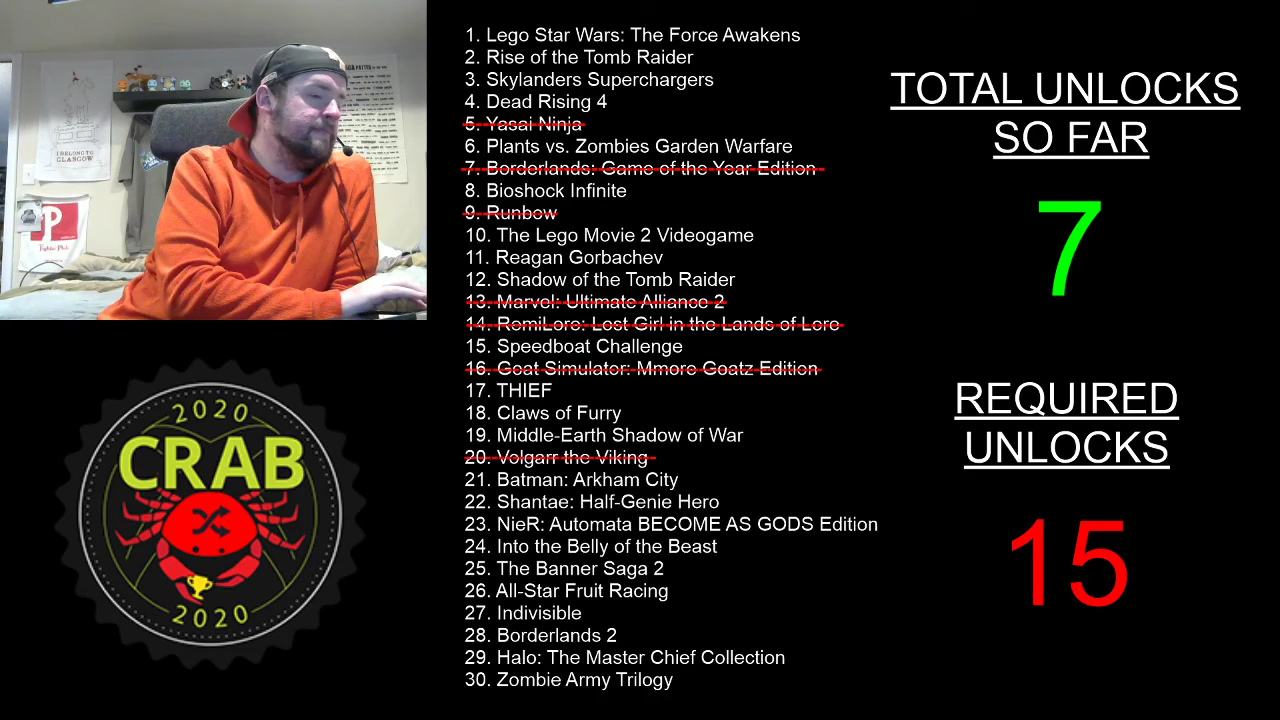 I BELONG TO
GLASGOW
1. Lego Star Wars: The Force Awakens
2. Rise of the Tomb Raider
3. Skylanders Superchargers
4. Dead Rising 4
5. Yasai Ninja
6. Plants vs. Zombies Garden Warfare
7. Borderlands: Game of the Year Edition
8. Bioshock Infinite
9. Runbow
10. The Lego Movie 2 Videogame
11. Reagan Gorbachev
12. Shadow of the Tomb Raider
13. Marvel: Ultimate Alliance 2
14. RemiLore: Lost Girl in the Lands of Lore
15. Speedboat Challenge
16. Goat Simulator: Mmore Goatz Edition
17. THIEF
18. Claws of Furry
19. Middle-Earth Shadow of War
20. Volgarr the Viking
21. Batman: Arkham City
22. Shantae: Half-Genie Hero
23. NieR: Automata BECOME AS GODS Edition
24. Into the Belly of the Beast
25. The Banner Saga 2
26. All-Star Fruit Racing
27. Indivisible
28. Borderlands 2
29. Halo: The Master Chief Collection
30. Zombie Army Trilogy
TOTAL UNLOCKS
SO FAR
7
REQUIRED
UNLOCKS
15
2020
CRAB
2020